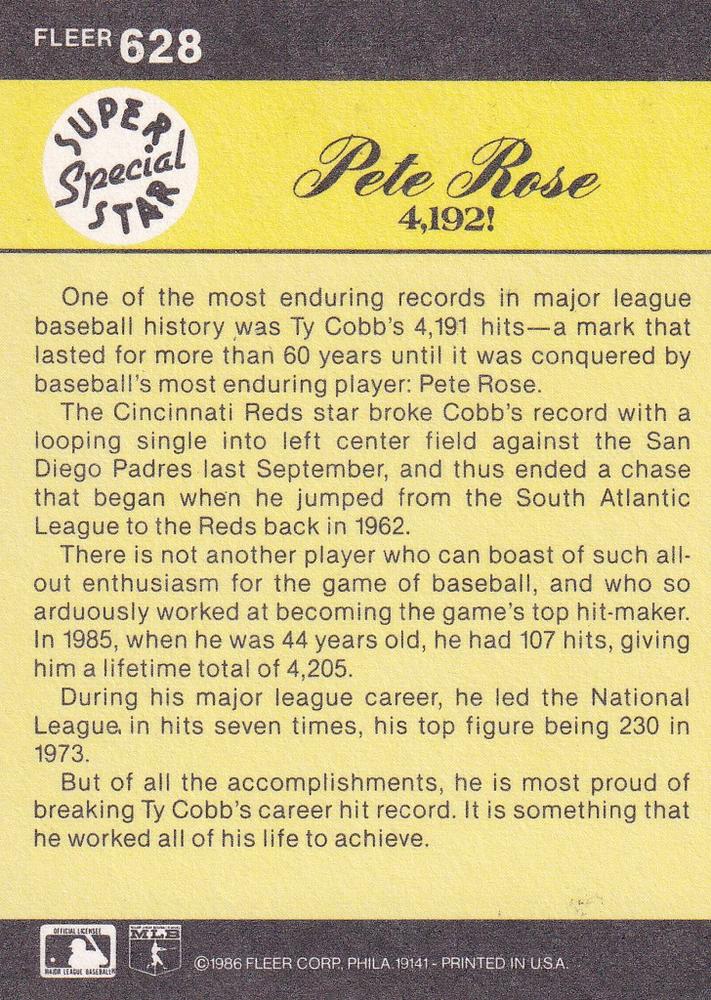 FLEER 628
SUPER
Special
STAR
Pete Rose
4,192!
One of the most enduring records in major league
baseball history was Ty Cobb's 4,191 hits—a mark that
lasted for more than 60 years until it was conquered by
baseball's most enduring player: Pete Rose.
The Cincinnati Reds star broke Cobb's record with a
looping single into left center field against the San
Diego Padres last September, and thus ended a chase
that began when he jumped from the South Atlantic
League to the Reds back in 1962.
There is not another player who can boast of such all-
out enthusiasm for the game of baseball, and who so
arduously worked at becoming the game's top hit-maker.
In 1985, when he was 44 years old, he had 107 hits, giving
him a lifetime total of 4,205.
During his major league career, he led the National
League. in hits seven times, his top figure being 230 in
1973.
But of all the accomplishments, he is most proud of
breaking Ty Cobb's career hit record. It is something that
he worked all of his life to achieve.
OFFICIAL LICENSEE
MAJOR LEAGUE BASEBALL
MLB
©1986 FLEER CORP., PHILA. 19141 - PRINTED IN U.S.A.